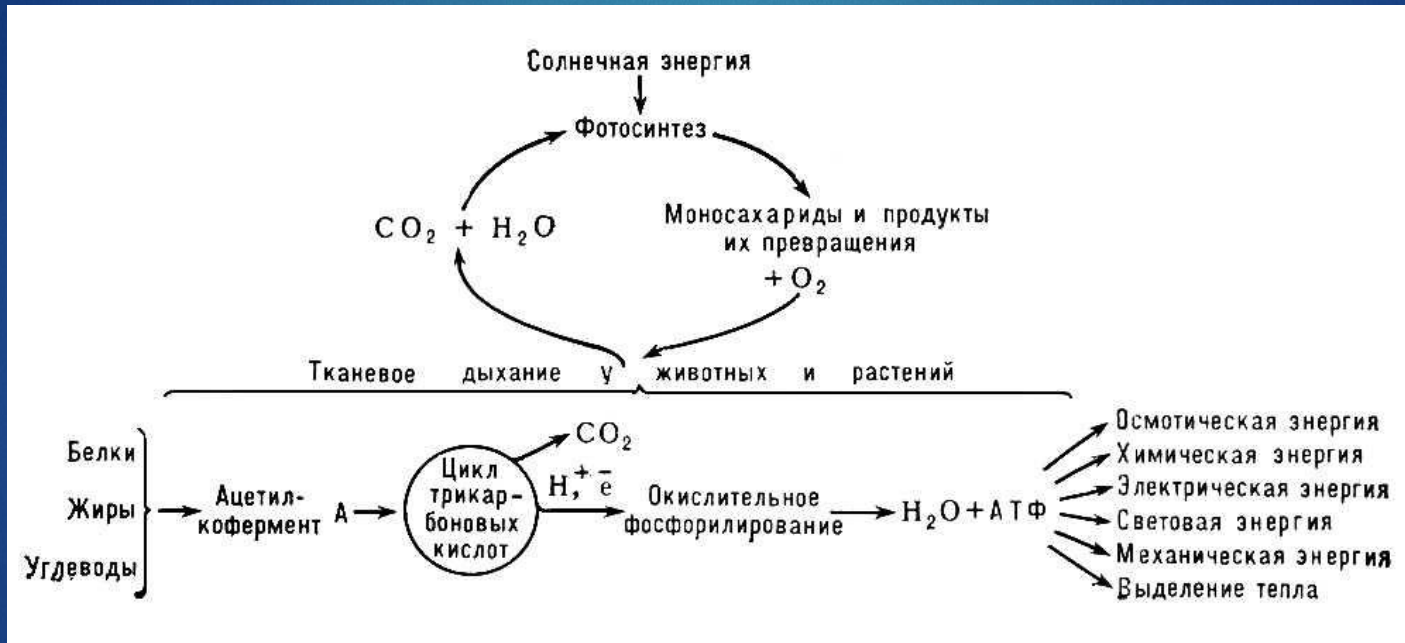 Солнечная энергия
Фотосинтез
CO₂ + H₂O
Моносахариды и продукты
их превращения
+ O₂
Тканевое дыхание у животных и растений
Белки
Жиры
Углеводы
Ацетил-
кофермент А
Цикл
трикар-
боновых
кислот
CO₂
H⁺, e̅
Окислительное
фосфорилирование
H₂O + АТФ
Осмотическая энергия
Химическая энергия
Электрическая энергия
Световая энергия
Механическая энергия
Выделение тепла